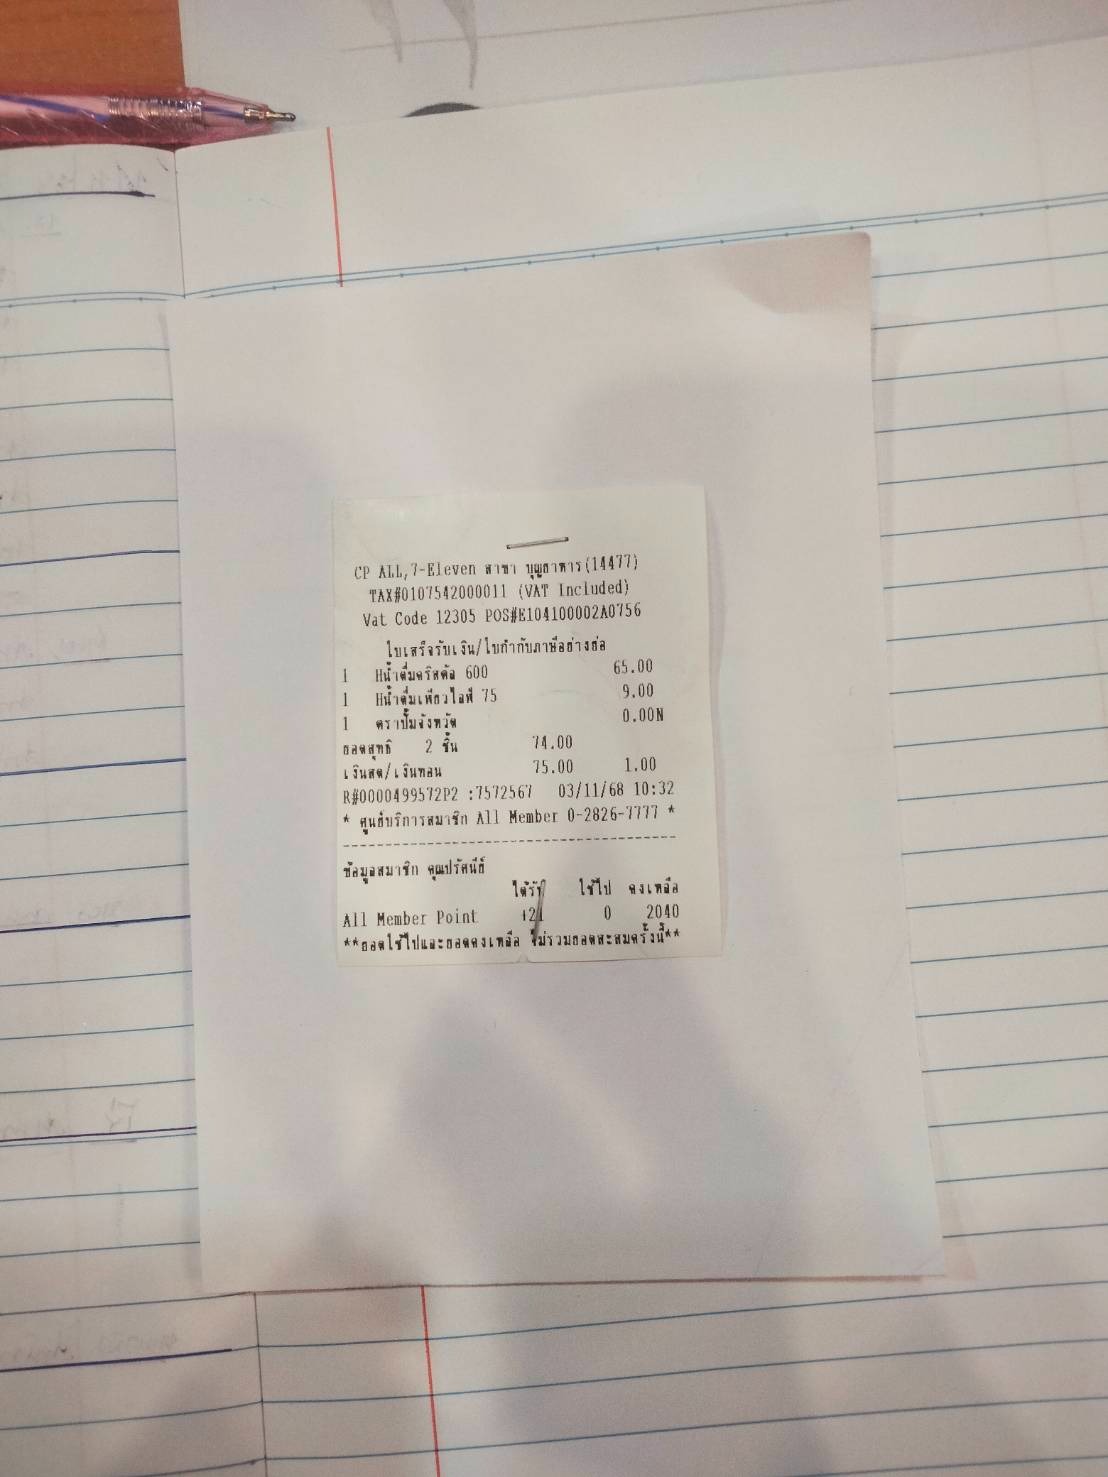 CP ALL,7-Eleven สาขา บุญธาหาร(14477)
TAX#0107542000011 (VAT Included)
Vat Code 12305 POS#E104100002A0756
ใบเสร็จรับเงิน/ใบกำกับภาษีอย่างย่อ
1 Hน้ำดื่มคริสตัล 600 65.00
1 Hน้ำดื่มเพียวไลฟ์ 75 9.00
1 ตราปั๊มจังหวัด 0.00N
ยอดสุทธิ 2 ชิ้น 74.00
เงินสด/เงินทอน 75.00 1.00
R#0000499572P2 :7572567 03/11/68 10:32
* ศูนย์บริการสมาชิก All Member 0-2826-7777 *
ข้อมูลสมาชิก คุณปรัศนีย์
ได้รับ ใช้ไป คงเหลือ
All Member Point +21 0 2040
**ยอดใช้ไปและยอดคงเหลือ ไม่รวมยอดสะสมครั้งนี้**